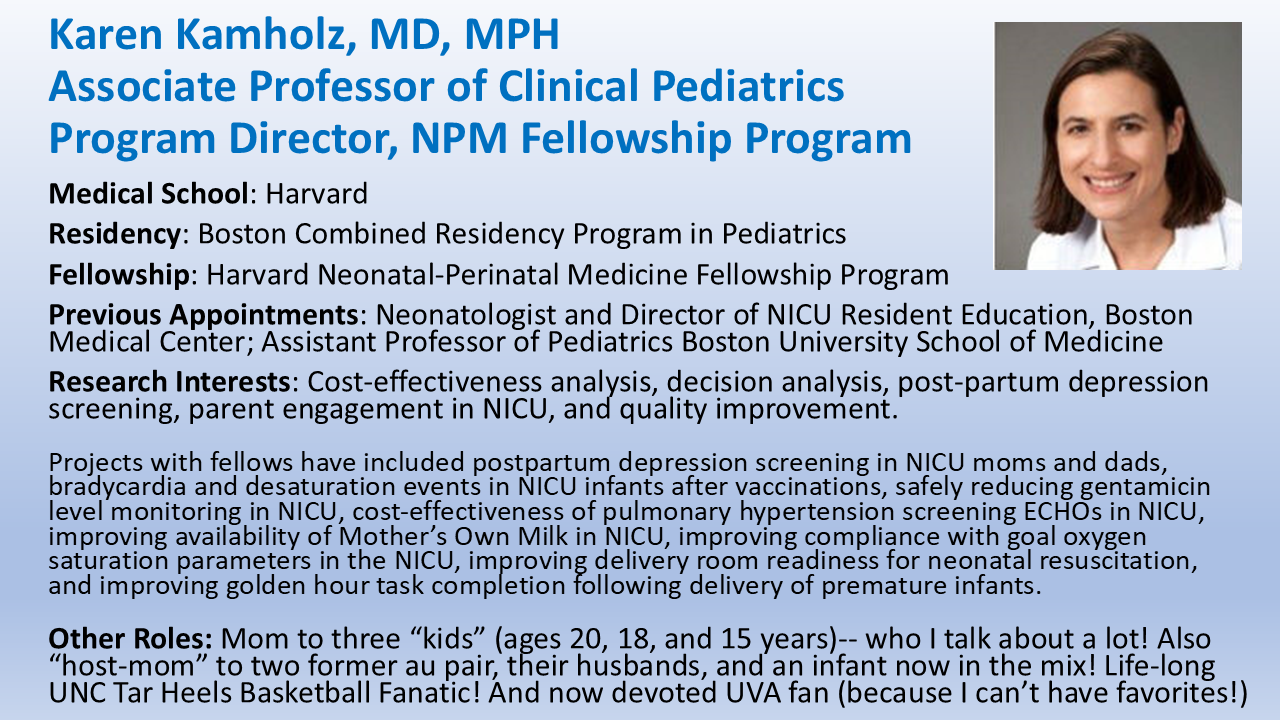 Karen Kamholz, MD, MPH
Associate Professor of Clinical Pediatrics
Program Director, NPM Fellowship Program
Medical School: Harvard
Residency: Boston Combined Residency Program in Pediatrics
Fellowship: Harvard Neonatal-Perinatal Medicine Fellowship Program
Previous Appointments: Neonatologist and Director of NICU Resident Education, Boston
Medical Center; Assistant Professor of Pediatrics Boston University School of Medicine
Research Interests: Cost-effectiveness analysis, decision analysis, post-partum depression
screening, parent engagement in NICU, and quality improvement.
Projects with fellows have included postpartum depression screening in NICU moms and dads,
bradycardia and desaturation events in NICU infants after vaccinations, safely reducing gentamicin
level monitoring in NICU, cost-effectiveness of pulmonary hypertension screening ECHOs in NICU,
improving availability of Mother’s Own Milk in NICU, improving compliance with goal oxygen
saturation parameters in the NICU, improving delivery room readiness for neonatal resuscitation,
and improving golden hour task completion following delivery of premature infants.
Other Roles: Mom to three “kids” (ages 20, 18, and 15 years)-- who I talk about a lot! Also
“host-mom” to two former au pair, their husbands, and an infant now in the mix! Life-long
UNC Tar Heels Basketball Fanatic! And now devoted UVA fan (because I can’t have favorites!)